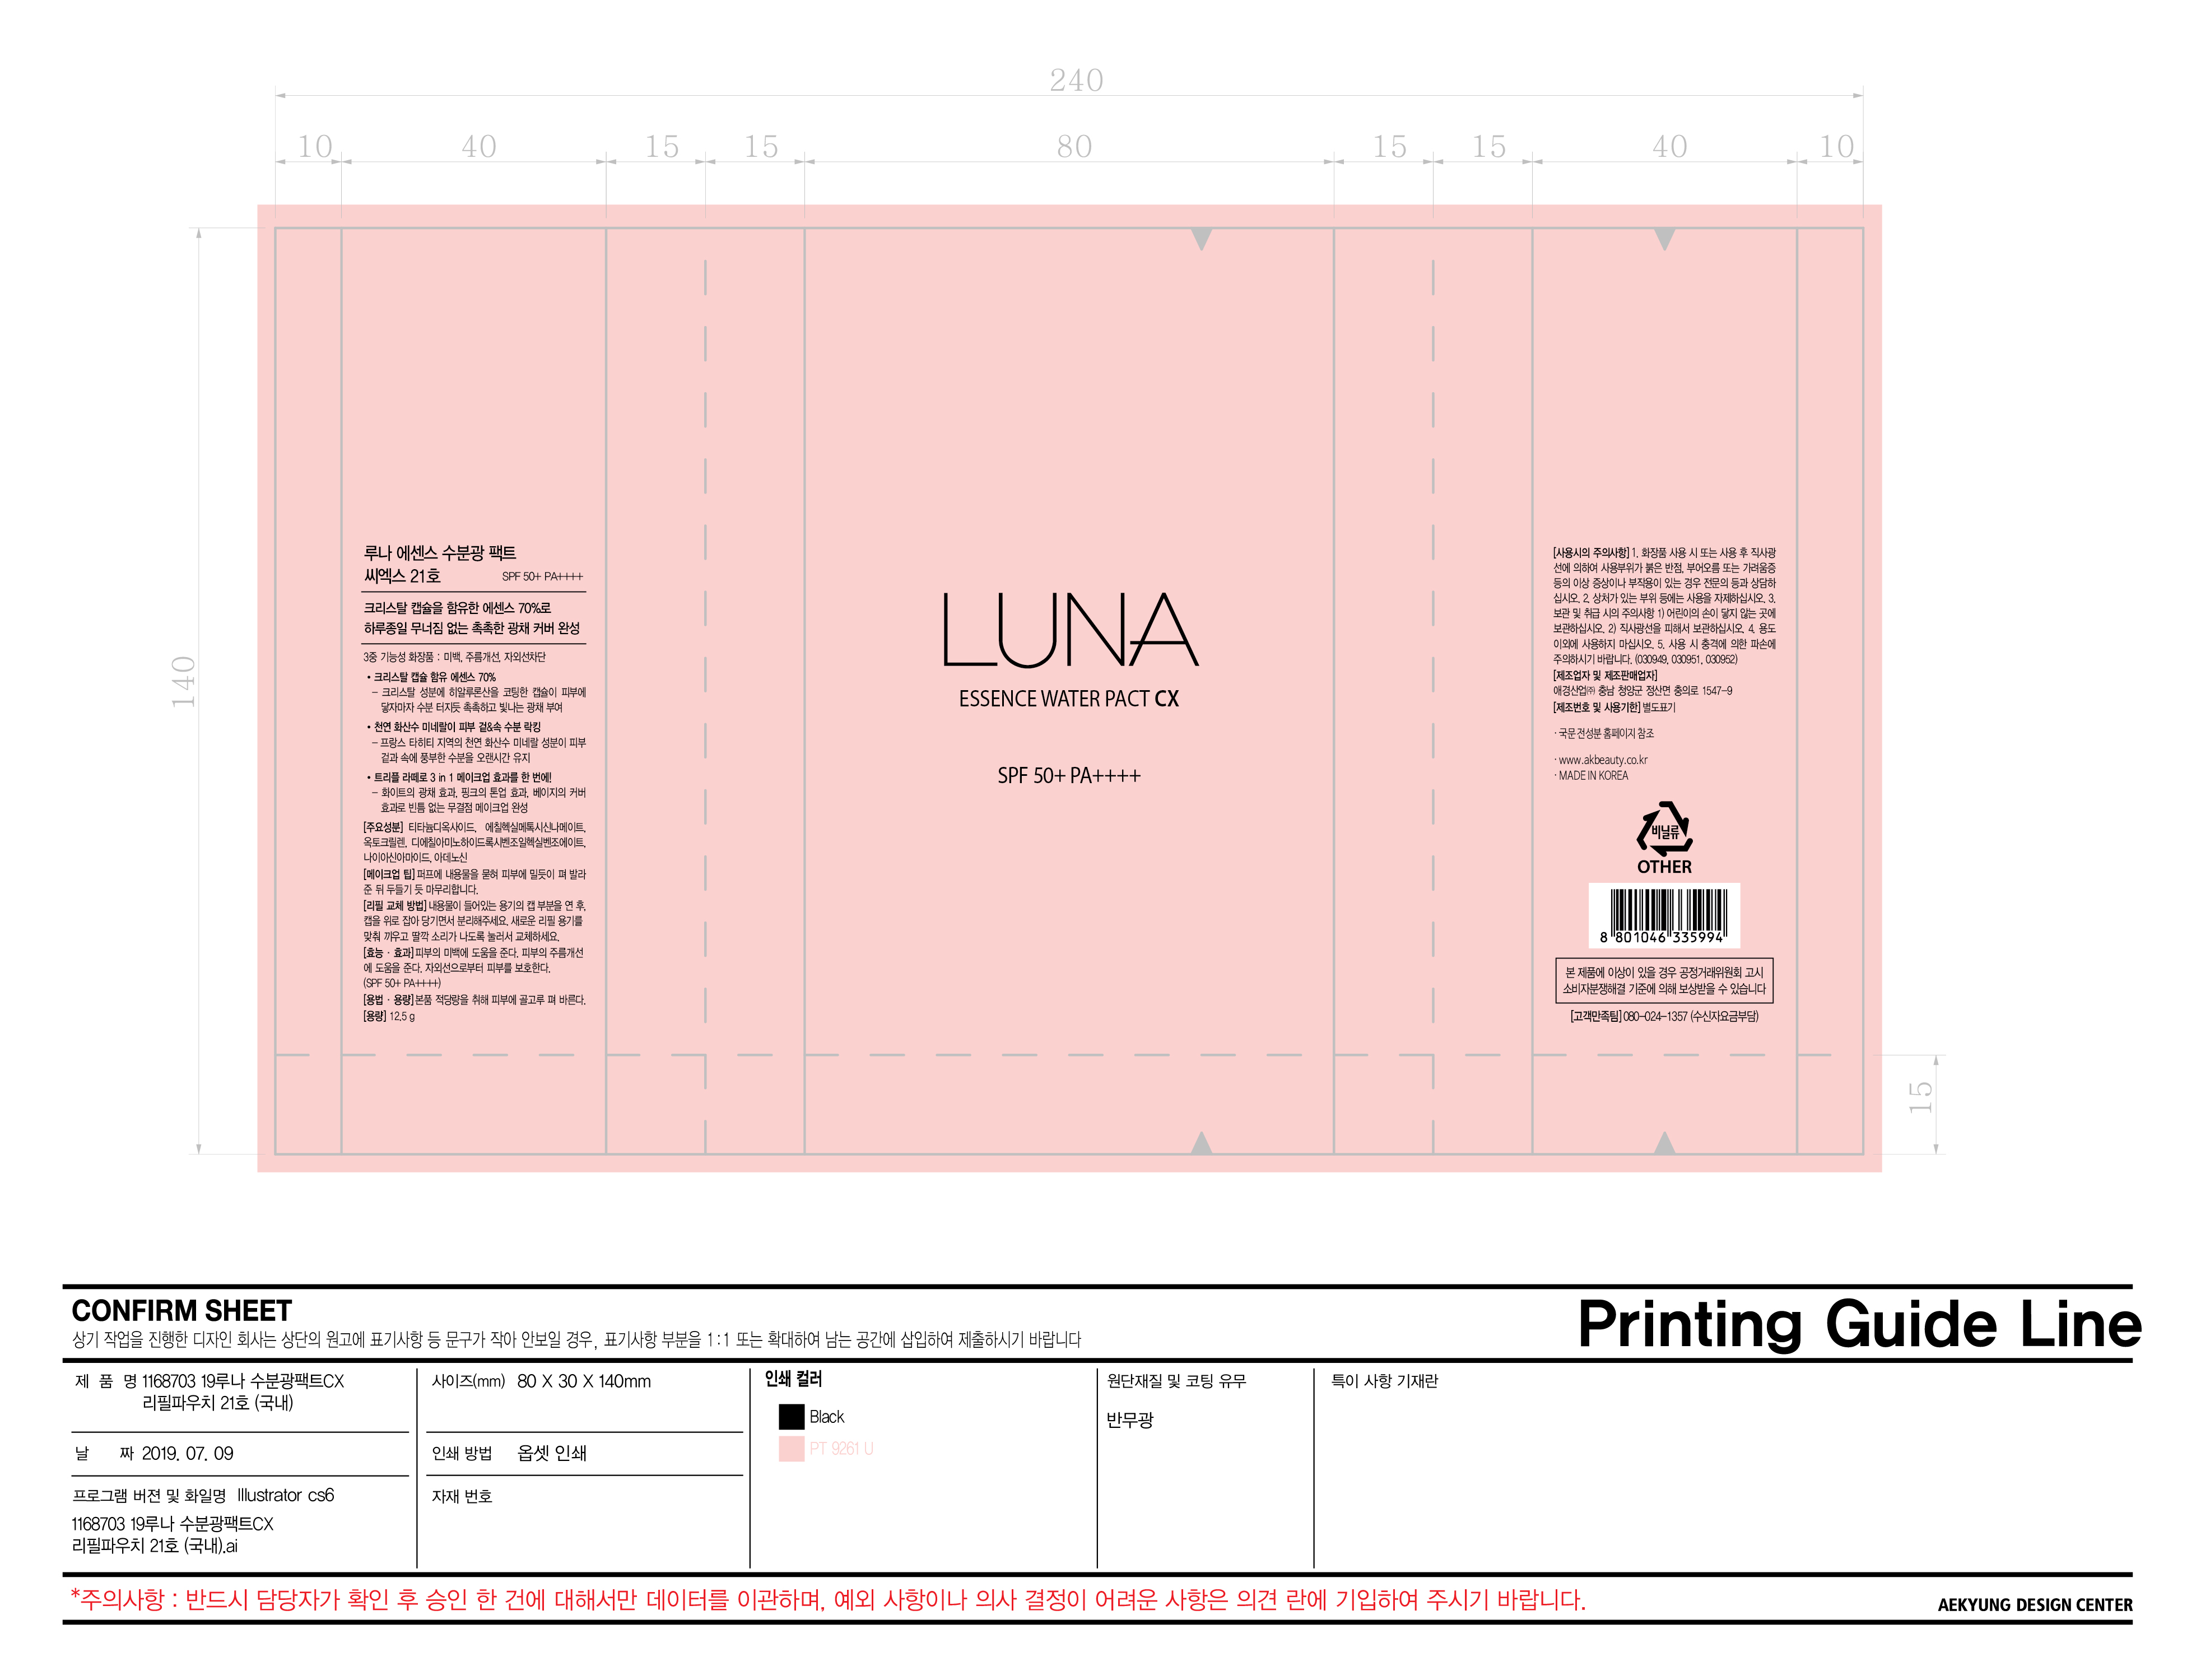 240
10 40 15 15 80 15 15 40 10
140
루나 에센스 수분광 팩트
씨엑스 21호 SPF 50+ PA++++
크리스탈 캡슐을 함유한 에센스 70%로
하루종일 무너짐 없는 촉촉한 광채 커버 완성
3중 기능성 화장품 : 미백, 주름개선, 자외선차단
• 크리스탈 캡슐 함유 에센스 70%
– 크리스탈 성분에 히알루론산을 코팅한 캡슐이 피부에
닿자마자 수분 터지듯 촉촉하고 빛나는 광채 부여
• 천연 화산수 미네랄이 피부 겉&속 수분 락킹
– 프랑스 타히티 지역의 천연 화산수 미네랄 성분이 피부
겉과 속에 풍부한 수분을 오랜시간 유지
• 트리플 라떼로 3 in 1 메이크업 효과를 한 번에!
– 화이트의 광채 효과, 핑크의 톤업 효과, 베이지의 커버
효과로 빈틈 없는 무결점 메이크업 완성
[주요성분] 티타늄디옥사이드, 에칠헥실메톡시신나메이트,
옥토크릴렌, 디에칠아미노하이드록시벤조일헥실벤조에이트,
나이아신아마이드, 아데노신
[메이크업 팁] 퍼프에 내용물을 묻혀 피부에 밀듯이 펴 발라
준 뒤 두들기 듯 마무리합니다.
[리필 교체 방법] 내용물이 들어있는 용기의 캡 부분을 연 후,
캡을 위로 잡아 당기면서 분리해주세요. 새로운 리필 용기를
맞춰 끼우고 딸깍 소리가 나도록 눌러서 교체하세요.
[효능 · 효과] 피부의 미백에 도움을 준다. 피부의 주름개선
에 도움을 준다. 자외선으로부터 피부를 보호한다.
(SPF 50+ PA++++)
[용법 · 용량] 본품 적당량을 취해 피부에 골고루 펴 바른다.
[용량] 12.5 g
LUNA
ESSENCE WATER PACT CX
SPF 50+ PA++++
[사용시의 주의사항] 1. 화장품 사용 시 또는 사용 후 직사광
선에 의하여 사용부위가 붉은 반점, 부어오름 또는 가려움증
등의 이상 증상이나 부작용이 있는 경우 전문의 등과 상담하
십시오. 2. 상처가 있는 부위 등에는 사용을 자제하십시오. 3.
보관 및 취급 시의 주의사항 1) 어린이의 손이 닿지 않는 곳에
보관하십시오. 2) 직사광선을 피해서 보관하십시오. 4. 용도
이외에 사용하지 마십시오. 5. 사용 시 충격에 의한 파손에
주의하시기 바랍니다. (030949, 030951, 030952)
[제조업자 및 제조판매업자]
애경산업㈜ 충남 청양군 정산면 충의로 1547-9
[제조번호 및 사용기한] 별도표기
· 국문 전성분 홈페이지 참조
· www.akbeauty.co.kr
· MADE IN KOREA
비닐류
OTHER
8 801046 335994
본 제품에 이상이 있을 경우 공정거래위원회 고시
소비자분쟁해결 기준에 의해 보상받을 수 있습니다
[고객만족팀] 080-024-1357 (수신자요금부담)
15
CONFIRM SHEET
상기 작업을 진행한 디자인 회사는 상단의 원고에 표기사항 등 문구가 작아 안보일 경우, 표기사항 부분을 1:1 또는 확대하여 남는 공간에 삽입하여 제출하시기 바랍니다
Printing Guide Line
제 품 명 1168703 19루나 수분광팩트CX
리필파우치 21호 (국내)
날 짜 2019. 07. 09
프로그램 버젼 및 화일명 Illustrator cs6
1168703 19루나 수분광팩트CX
리필파우치 21호 (국내).ai
사이즈(mm) 80 X 30 X 140mm
인쇄 방법 옵셋 인쇄
자재 번호
인쇄 컬러
Black
PT 9261 U
원단재질 및 코팅 유무
반무광
특이 사항 기재란
*주의사항 : 반드시 담당자가 확인 후 승인 한 건에 대해서만 데이터를 이관하며, 예외 사항이나 의사 결정이 어려운 사항은 의견 란에 기입하여 주시기 바랍니다.
AEKYUNG DESIGN CENTER